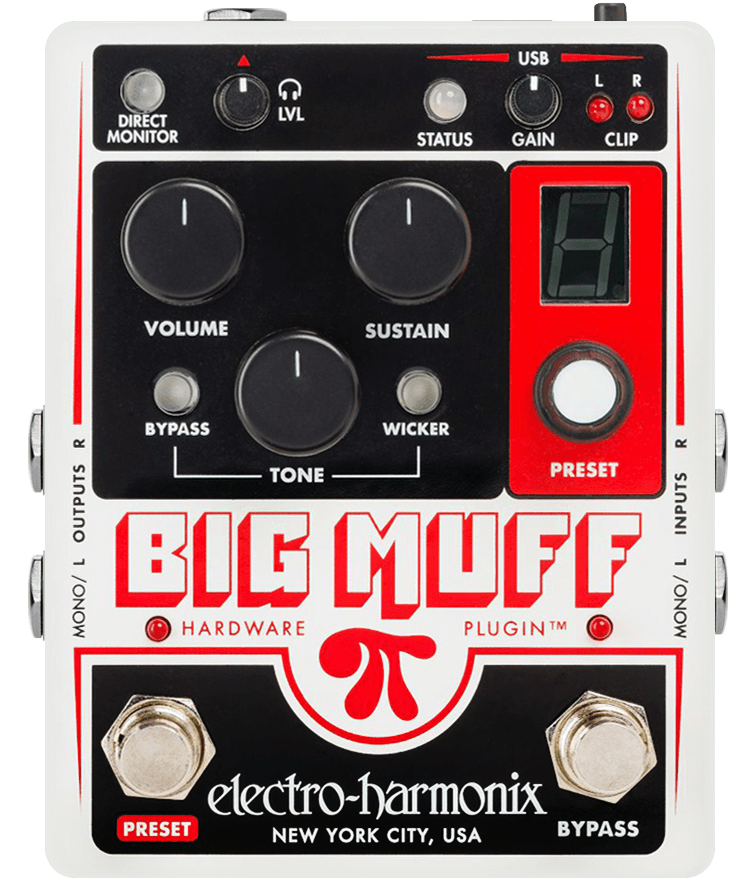 USB
L R
DIRECT
MONITOR
LVL
STATUS
GAIN
CLIP
VOLUME
SUSTAIN
BYPASS
WICKER
TONE
PRESET
MONO/ L OUTPUTS R
MONO/ L INPUTS R
BIG MUFF
HARDWARE PLUGIN™
π
electro-harmonix
NEW YORK CITY, USA
PRESET
BYPASS